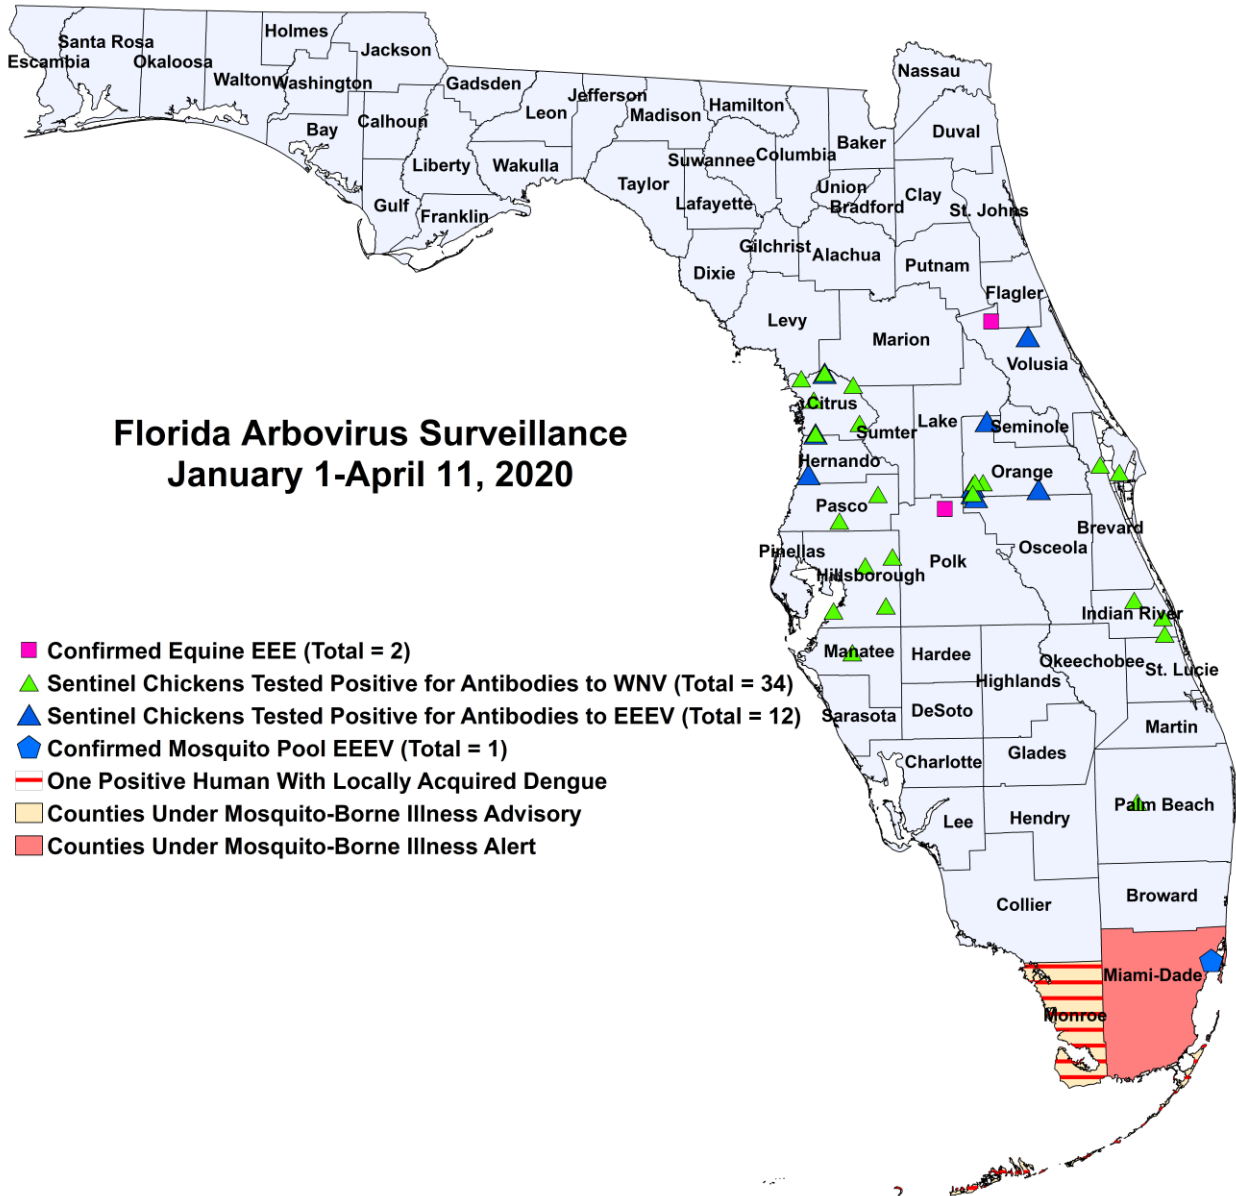 Holmes
Jackson
Santa Rosa
Escambia
Okaloosa
Walton
Washington
Gadsden
Jefferson
Hamilton
Nassau
Leon
Madison
Calhoun
Bay
Duval
Baker
Suwannee
Columbia
Liberty
Wakulla
Taylor
Union
Clay
Lafayette
Bradford
St. Johns
Gulf
Franklin
Gilchrist
Alachua
Dixie
Putnam
Flagler
Levy
Marion
Volusia
Citrus
Lake
Sumter
Seminole
Florida Arbovirus Surveillance
January 1-April 11, 2020
Hernando
Orange
Pasco
Brevard
Pinellas
Osceola
Polk
Hillsborough
Indian River
Manatee
Hardee
Okeechobee
St. Lucie
Highlands
Sarasota
DeSoto
Martin
Charlotte
Glades
Palm Beach
Lee
Hendry
Broward
Collier
Miami-Dade
Monroe
Confirmed Equine EEE (Total = 2)
Sentinel Chickens Tested Positive for Antibodies to WNV (Total = 34)
Sentinel Chickens Tested Positive for Antibodies to EEEV (Total = 12)
Confirmed Mosquito Pool EEEV (Total = 1)
One Positive Human With Locally Acquired Dengue
Counties Under Mosquito-Borne Illness Advisory
Counties Under Mosquito-Borne Illness Alert